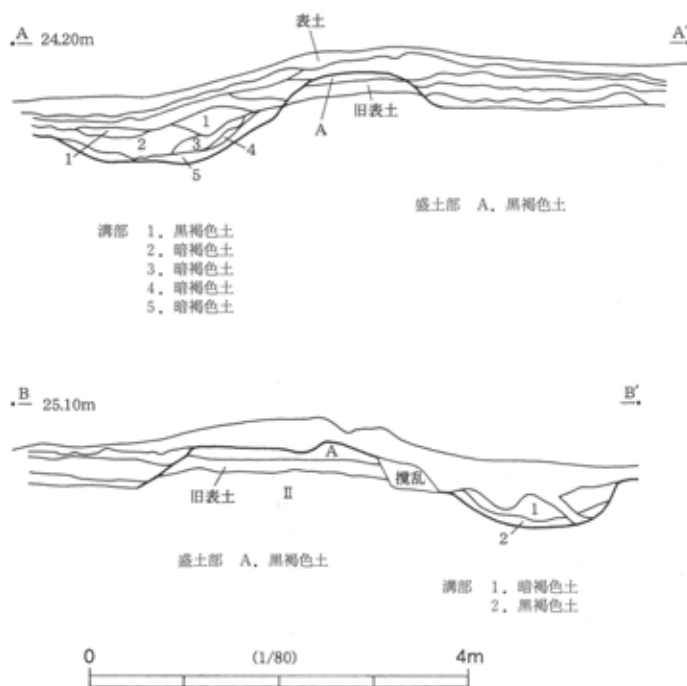 A 24.20m
A′
表土
旧表土
A
1
1
2
3
4
5
盛土部 A. 黒褐色土
溝部 1. 黒褐色土
2. 暗褐色土
3. 暗褐色土
4. 暗褐色土
5. 暗褐色土
B 25.10m
B′
A
旧表土
II
攪乱
1
2
盛土部 A. 黒褐色土
溝部 1. 暗褐色土
2. 黒褐色土
0 (1/80) 4m